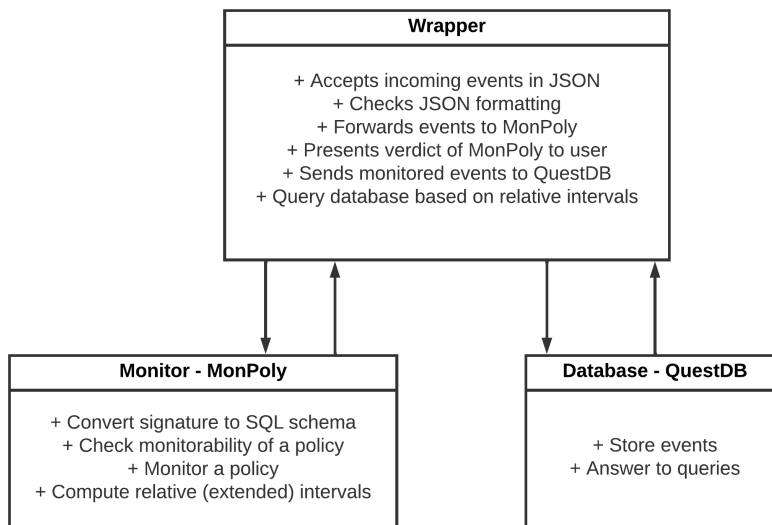 Wrapper
+ Accepts incoming events in JSON
+ Checks JSON formatting
+ Forwards events to MonPoly
+ Presents verdict of MonPoly to user
+ Sends monitored events to QuestDB
+ Query database based on relative intervals
Monitor - MonPoly
+ Convert signature to SQL schema
+ Check monitorability of a policy
+ Monitor a policy
+ Compute relative (extended) intervals
Database - QuestDB
+ Store events
+ Answer to queries